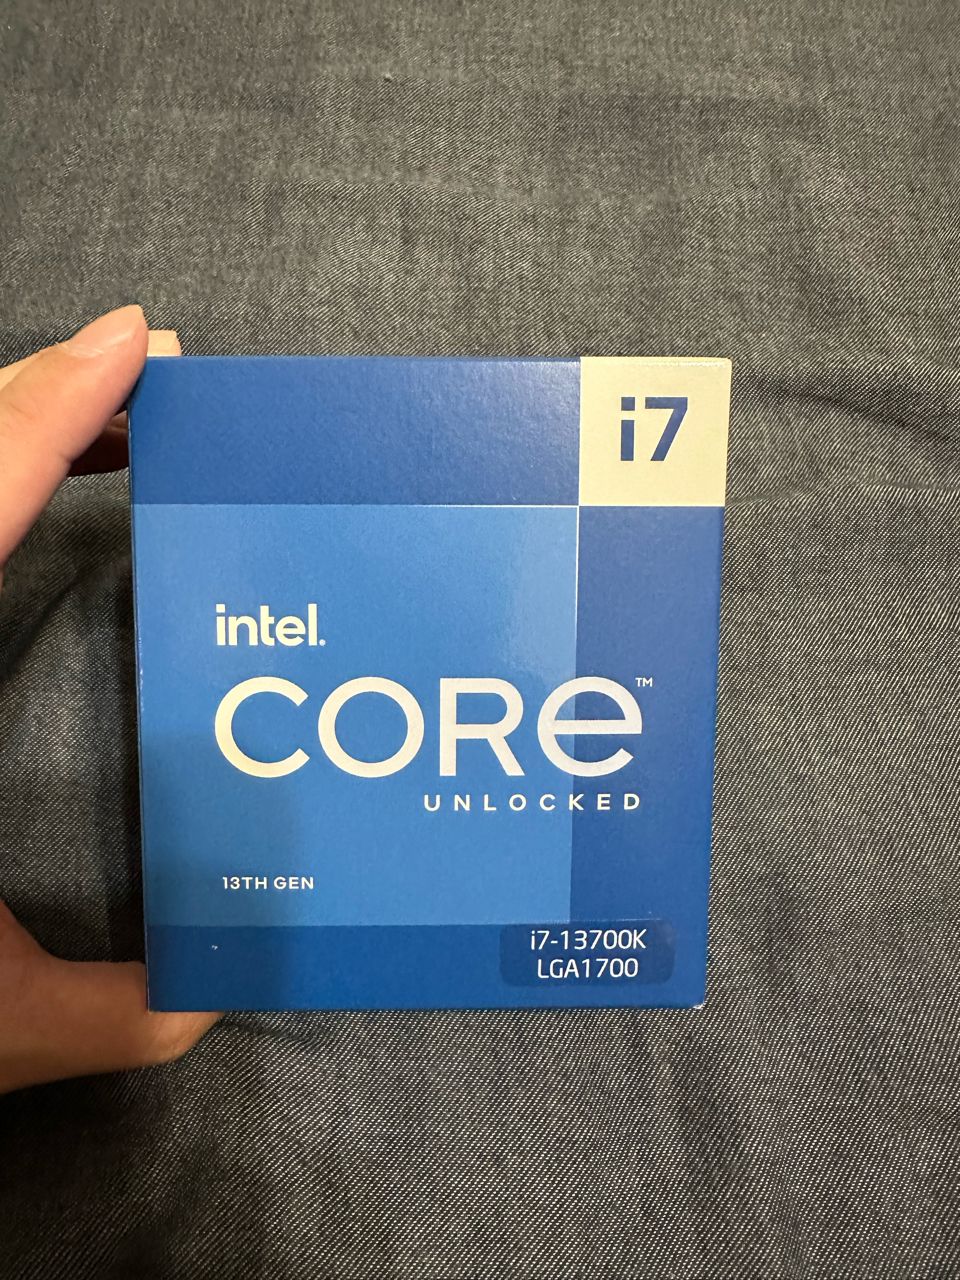 i7
intel.
CORE™
UNLOCKED
13TH GEN
i7-13700K
LGA1700